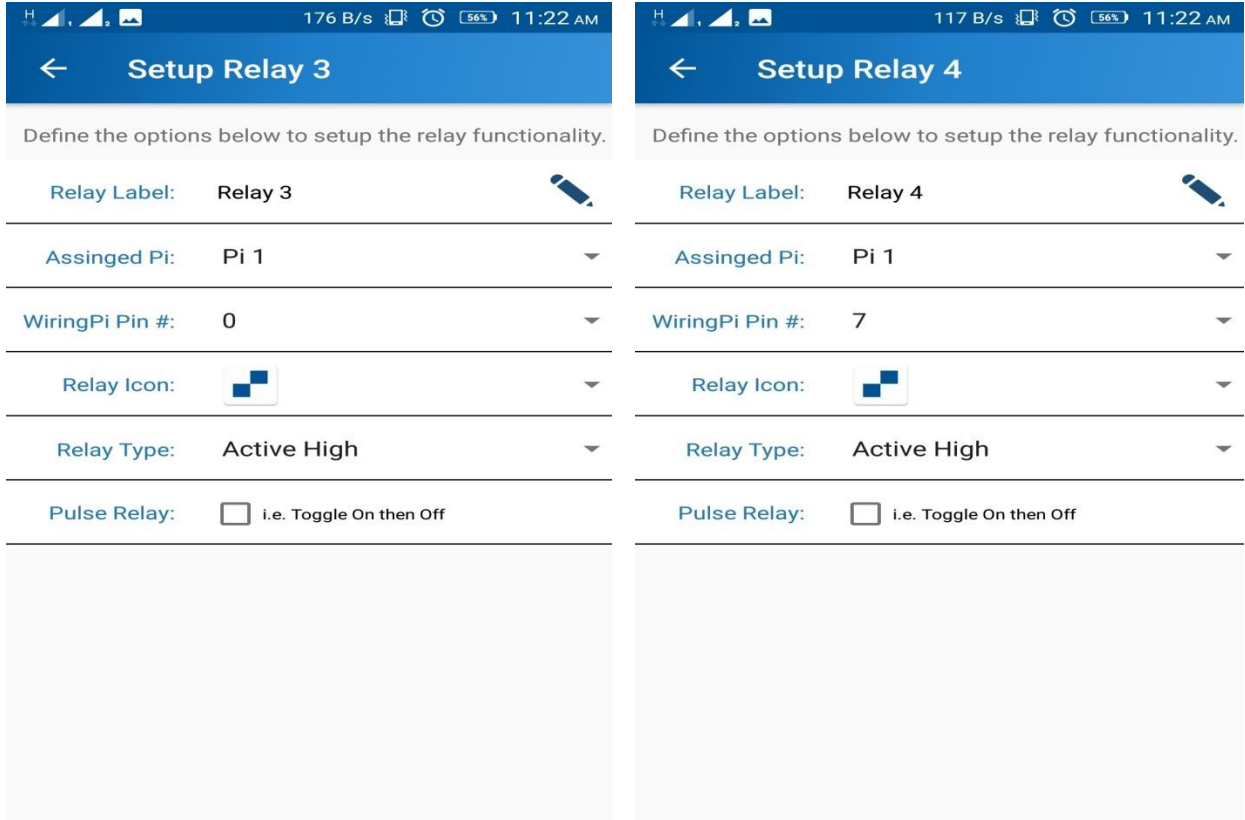 H 1 2 176 B/s 56% 11:22 AM
Setup Relay 3
Define the options below to setup the relay functionality.
Relay Label: Relay 3
Assinged Pi: Pi 1
WiringPi Pin #: 0
Relay Icon:
Relay Type: Active High
Pulse Relay: i.e. Toggle On then Off
H 1 2 117 B/s 56% 11:22 AM
Setup Relay 4
Define the options below to setup the relay functionality.
Relay Label: Relay 4
Assinged Pi: Pi 1
WiringPi Pin #: 7
Relay Icon:
Relay Type: Active High
Pulse Relay: i.e. Toggle On then Off